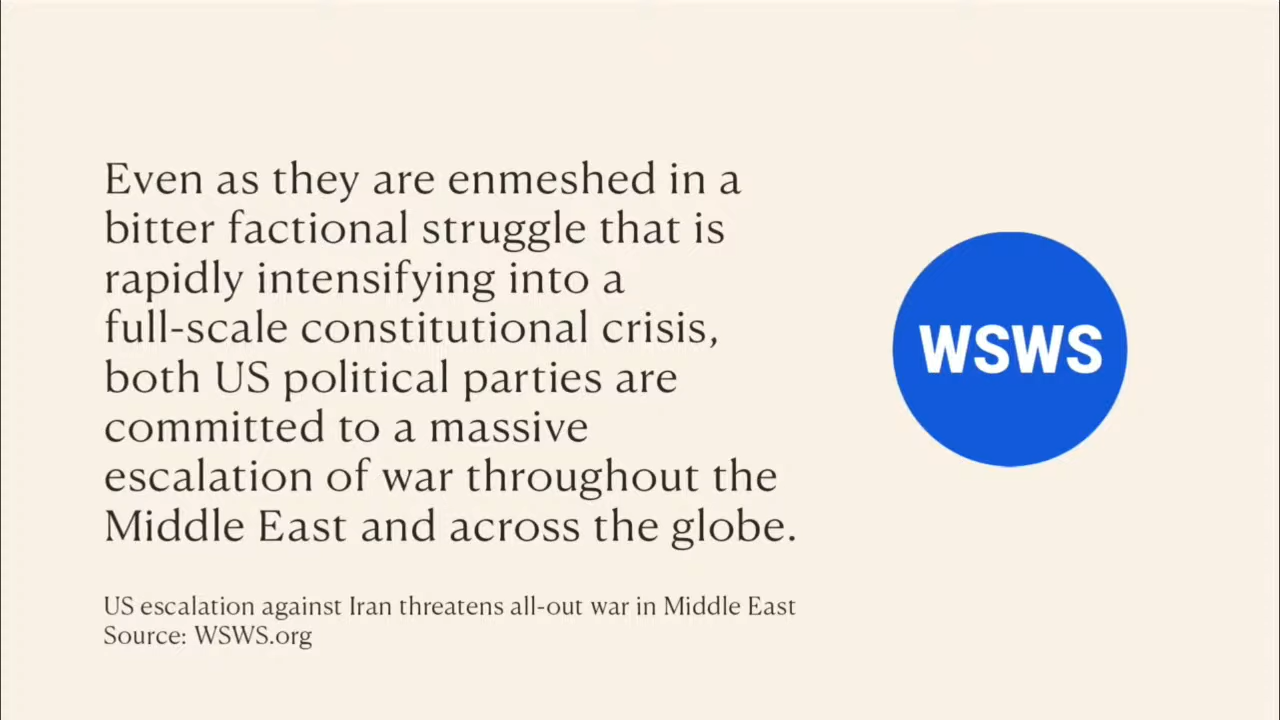 Even as they are enmeshed in a
bitter factional struggle that is
rapidly intensifying into a
full-scale constitutional crisis,
both US political parties are
committed to a massive
escalation of war throughout the
Middle East and across the globe.
WSWS
US escalation against Iran threatens all-out war in Middle East
Source: WSWS.org